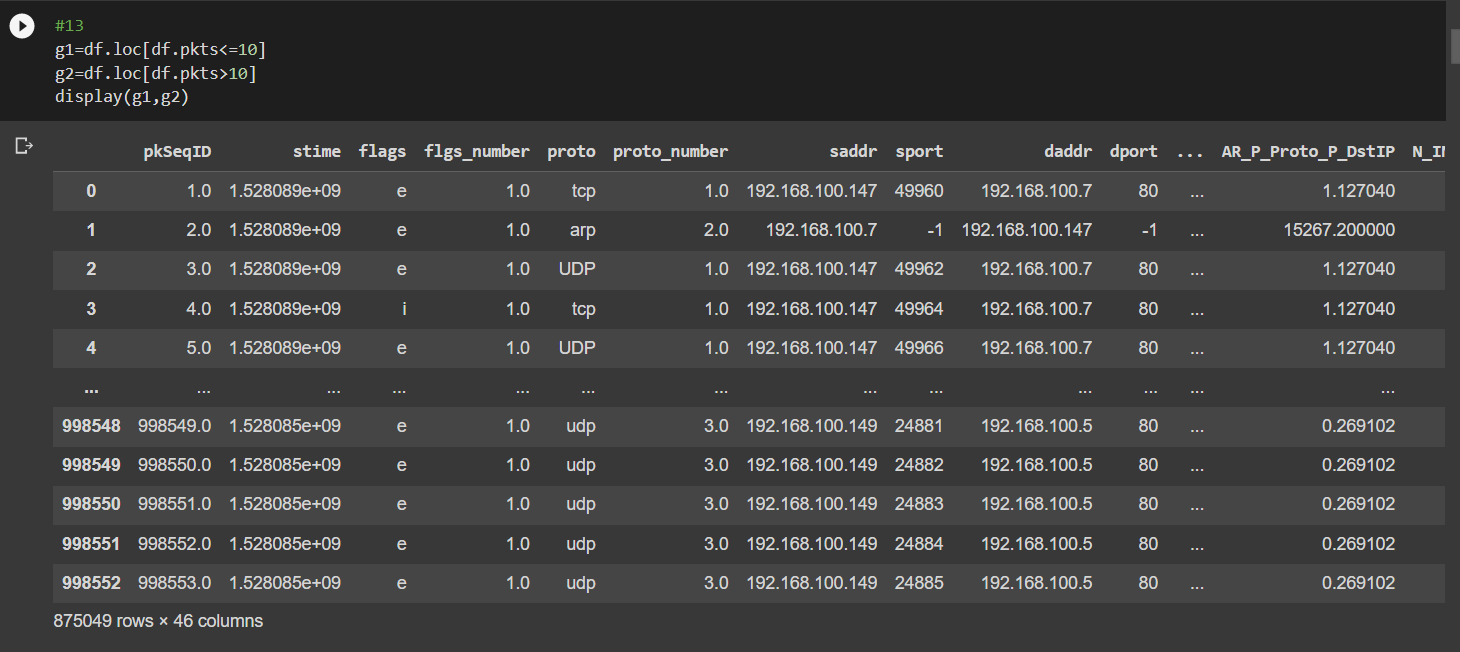 #13
g1=df.loc[df.pkts<=10]
g2=df.loc[df.pkts>10]
display(g1,g2)
pkSeqID stime flags flgs_number proto proto_number saddr sport daddr dport ... AR_P_Proto_P_DstIP
0 1.0 1.528089e+09 e 1.0 tcp 1.0 192.168.100.147 49960 192.168.100.7 80 ... 1.127040
1 2.0 1.528089e+09 e 1.0 arp 2.0 192.168.100.7 -1 192.168.100.147 -1 ... 15267.200000
2 3.0 1.528089e+09 e 1.0 UDP 1.0 192.168.100.147 49962 192.168.100.7 80 ... 1.127040
3 4.0 1.528089e+09 i 1.0 tcp 1.0 192.168.100.147 49964 192.168.100.7 80 ... 1.127040
4 5.0 1.528089e+09 e 1.0 UDP 1.0 192.168.100.147 49966 192.168.100.7 80 ... 1.127040
... ... ... ... ... ... ... ... ... ... ... ... ...
998548 998549.0 1.528085e+09 e 1.0 udp 3.0 192.168.100.149 24881 192.168.100.5 80 ... 0.269102
998549 998550.0 1.528085e+09 e 1.0 udp 3.0 192.168.100.149 24882 192.168.100.5 80 ... 0.269102
998550 998551.0 1.528085e+09 e 1.0 udp 3.0 192.168.100.149 24883 192.168.100.5 80 ... 0.269102
998551 998552.0 1.528085e+09 e 1.0 udp 3.0 192.168.100.149 24884 192.168.100.5 80 ... 0.269102
998552 998553.0 1.528085e+09 e 1.0 udp 3.0 192.168.100.149 24885 192.168.100.5 80 ... 0.269102
875049 rows × 46 columns